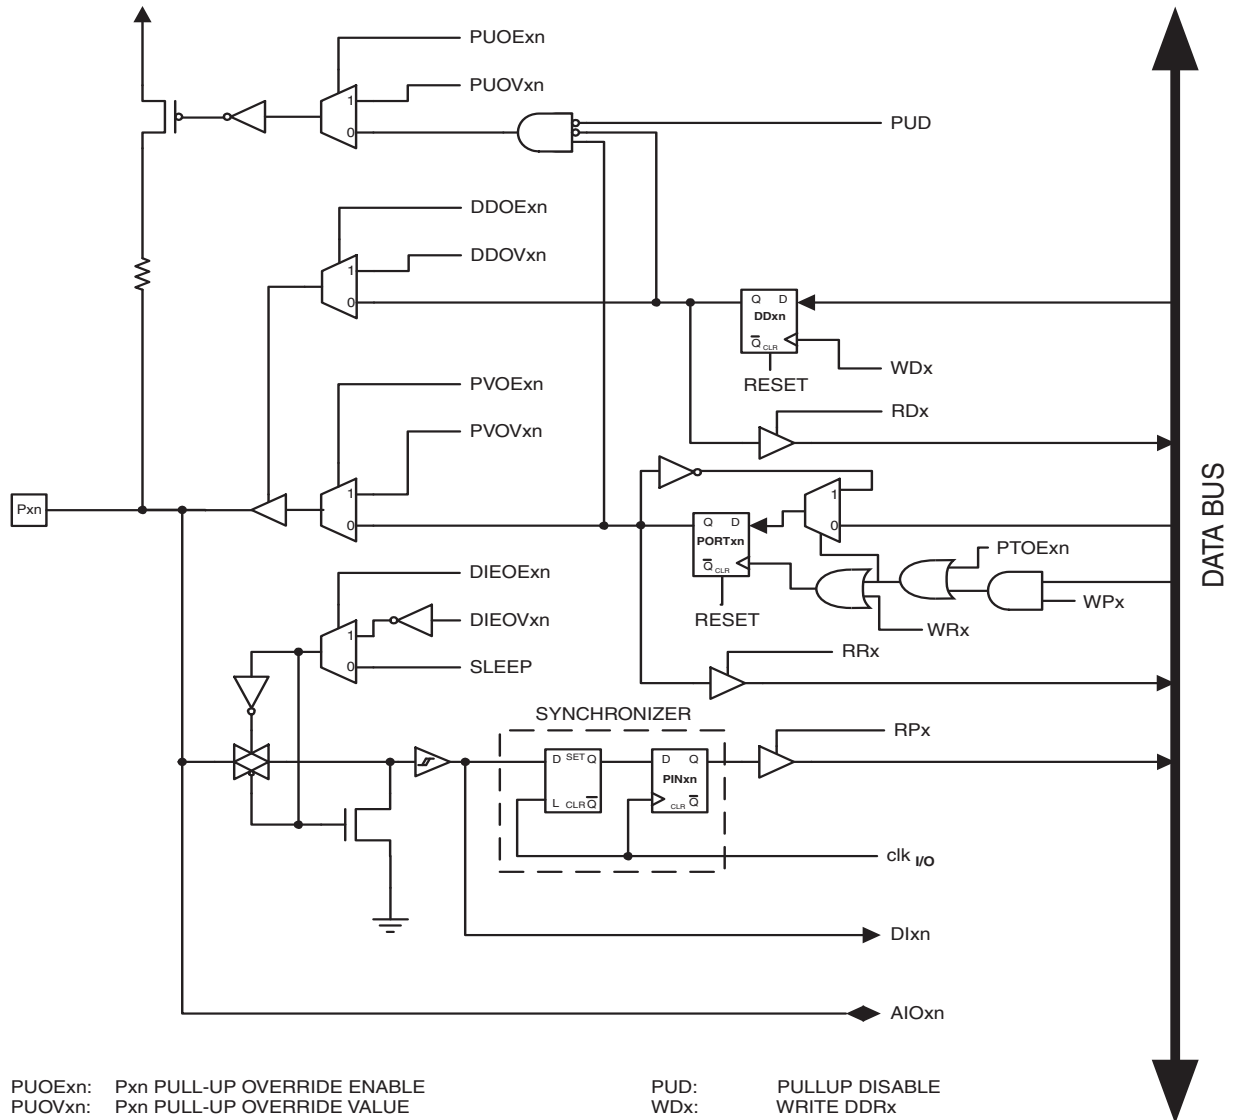 PUOExn
PUOVxn
1
0
PUD
DDOExn
DDOVxn
1
0
Q D
DDxn
Q CLR
WDx
RESET
RDx
PVOExn
PVOVxn
1
0
Pxn
1
0
Q D
PORTxn
Q CLR
PTOExn
WPx
RESET
WRx
RRx
DATA BUS
DIEOExn
DIEOVxn
1
0
SLEEP
SYNCHRONIZER
RPx
D SET Q
L CLR Q
D Q
PINxn
CLR Q
clk I/O
DIxn
AIOxn
PUOExn: Pxn PULL-UP OVERRIDE ENABLE
PUOVxn: Pxn PULL-UP OVERRIDE VALUE
PUD: PULLUP DISABLE
WDx: WRITE DDRx